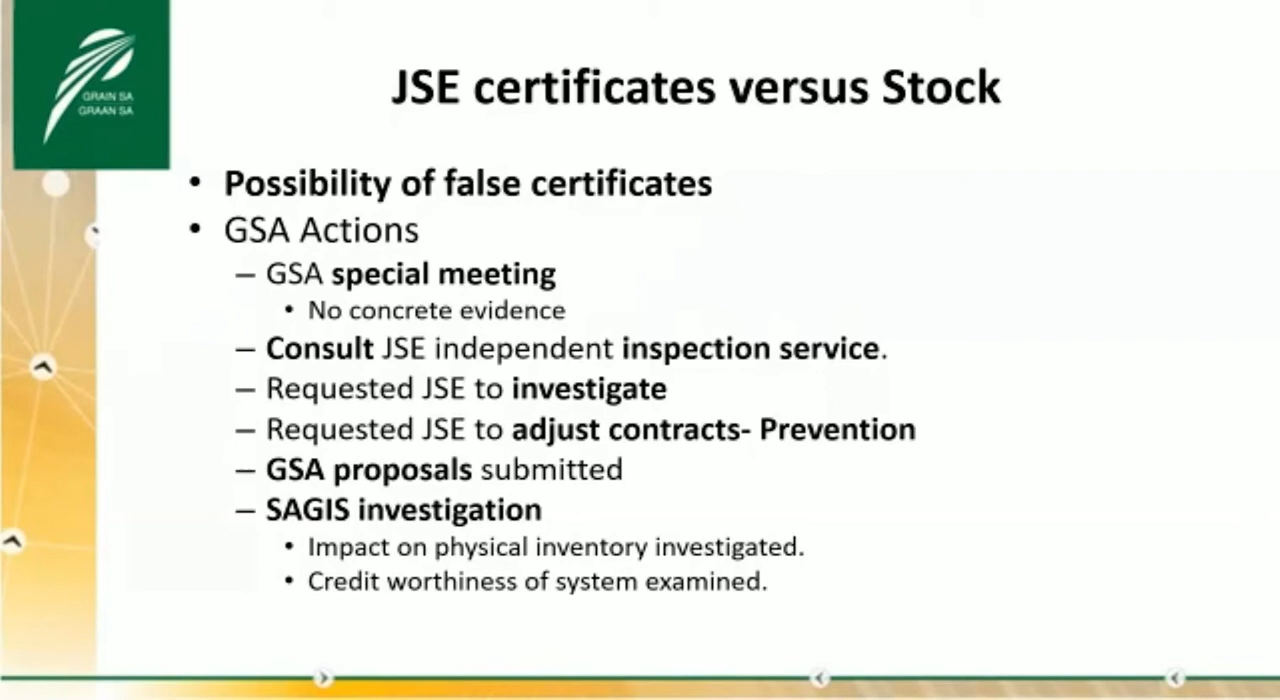 GRAIN SA
GRAAN SA
JSE certificates versus Stock
• Possibility of false certificates
• GSA Actions
– GSA special meeting
• No concrete evidence
– Consult JSE independent inspection service.
– Requested JSE to investigate
– Requested JSE to adjust contracts- Prevention
– GSA proposals submitted
– SAGIS investigation
• Impact on physical inventory investigated.
• Credit worthiness of system examined.